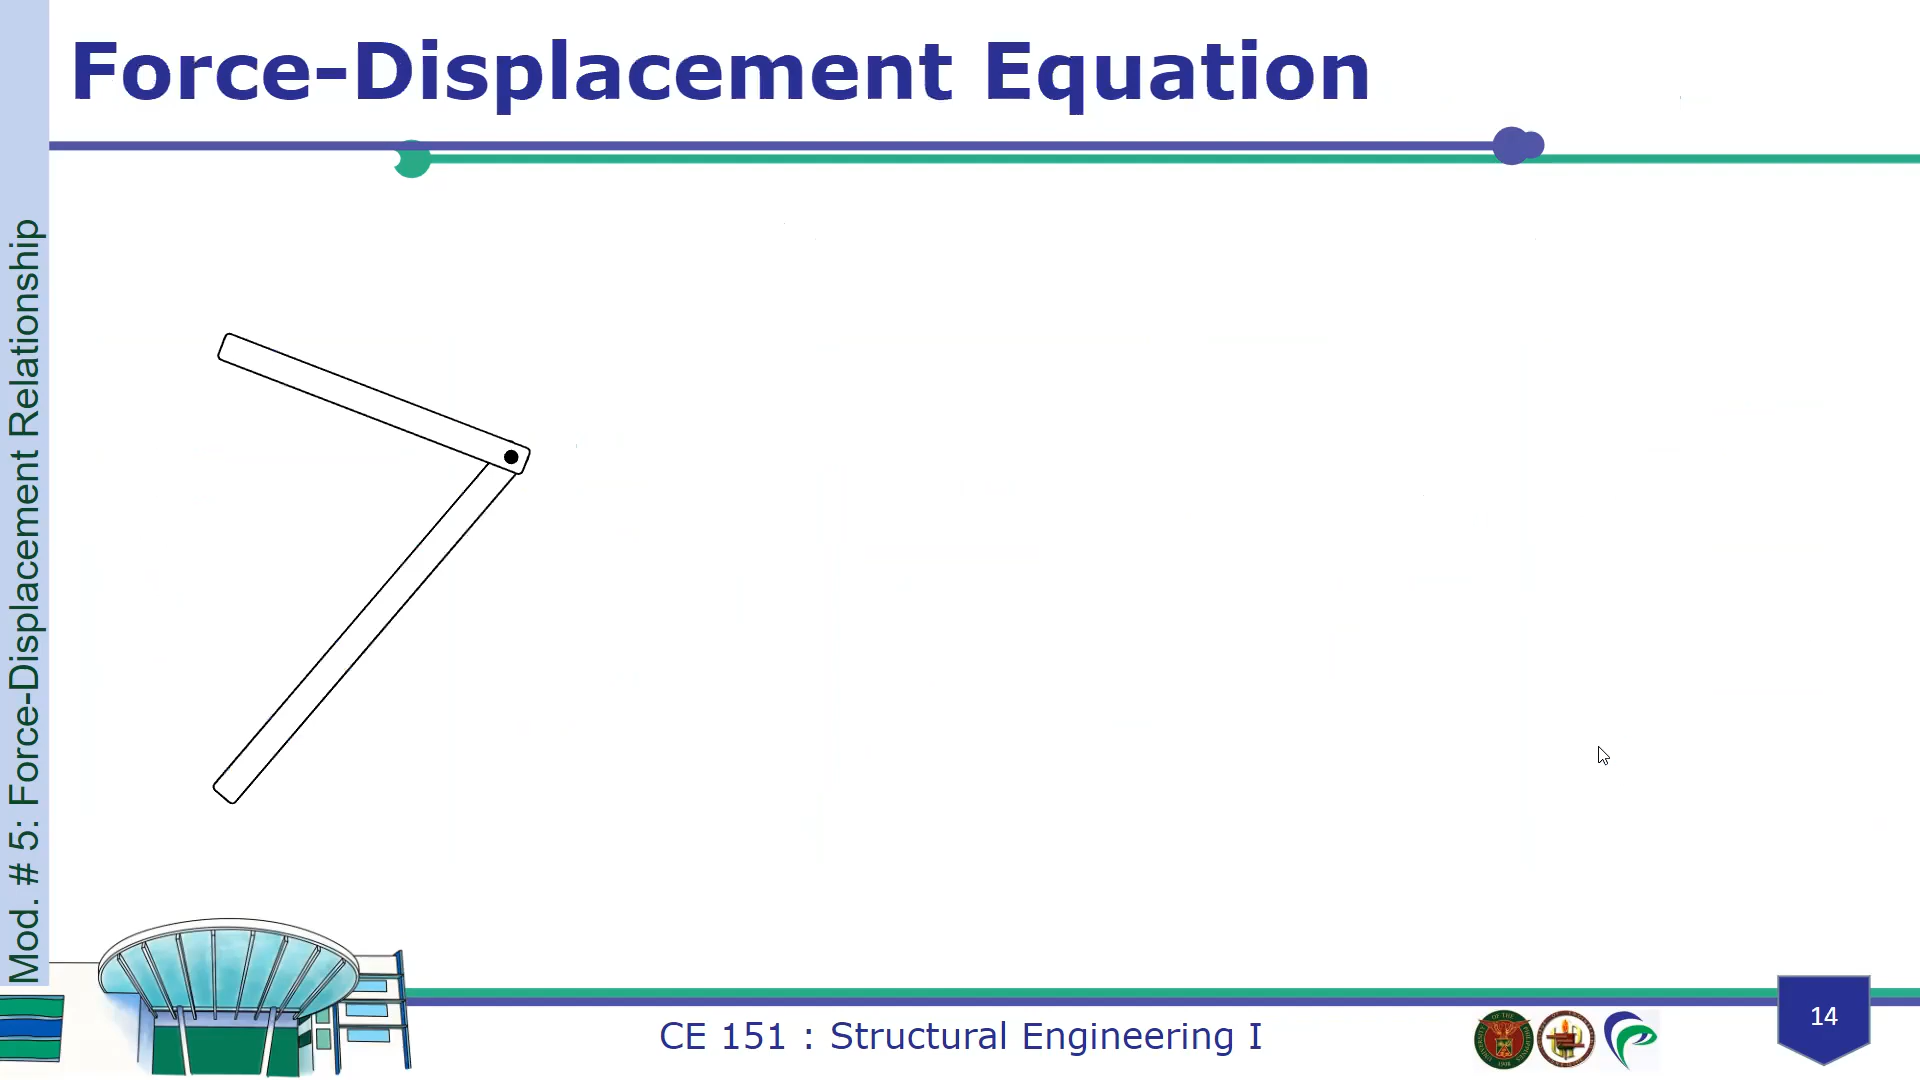 Force-Displacement Equation
Mod. # 5: Force-Displacement Relationship
CE 151 : Structural Engineering I
14